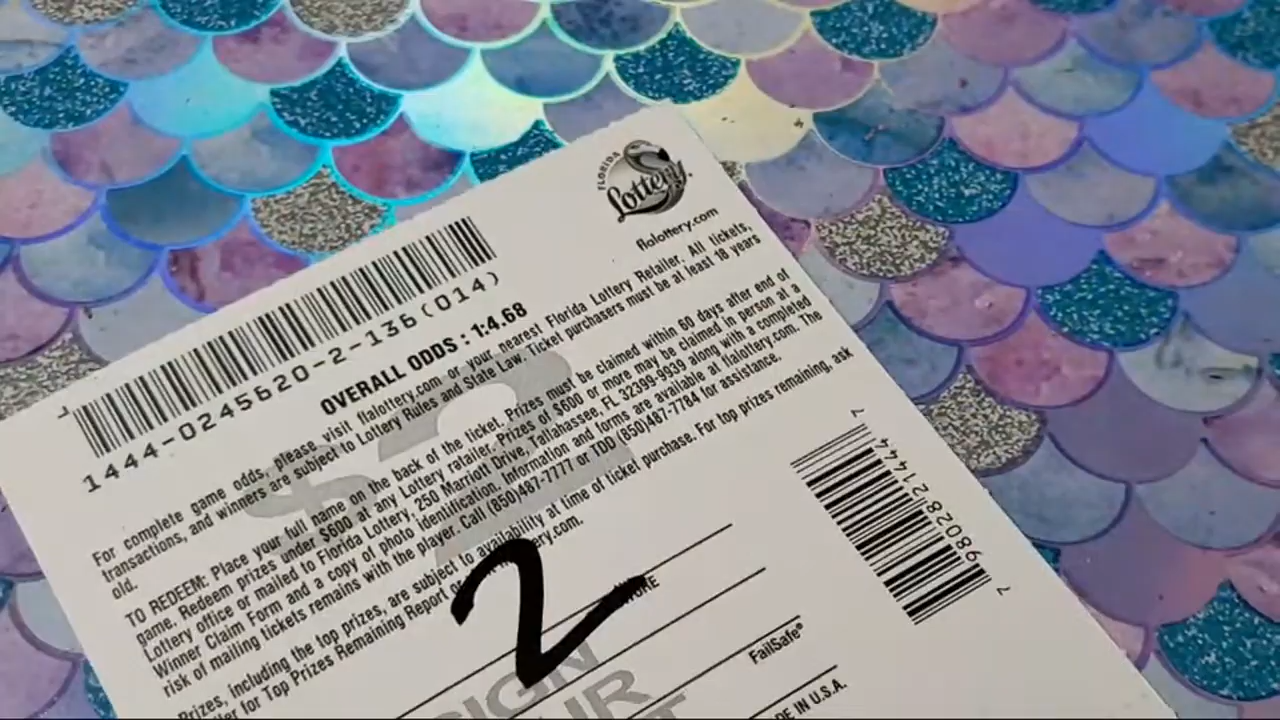 FLORIDA
Lottery
flalottery.com
1444-0245620-2-136(014)
OVERALL ODDS : 1:4.68
$2
For complete game odds, please visit flalottery.com or your nearest Florida Lottery Retailer. All tickets,
transactions, and winners are subject to Lottery Rules and State Law. Ticket purchasers must be at least 18 years
old.
TO REDEEM: Place your full name on the back of the ticket. Prizes must be claimed within 60 days after end of
game. Redeem prizes under $600 at any Lottery retailer. Prizes of $600 or more may be claimed in person at a
Lottery office or mailed to Florida Lottery, 250 Marriott Drive, Tallahassee, FL 32399-9939 along with a completed
Winner Claim Form and a copy of photo identification. Information and forms are available at flalottery.com. The
risk of mailing tickets remains with the player. Call (850)487-7777 or TDD (850)487-7784 for assistance.
Prizes, including the top prizes, are subject to availability at time of ticket purchase. For top prizes remaining, ask
for Top Prizes Remaining Report
2
SIGN
FailSafe®
DE IN U.S.A.
7
98028 21444
7